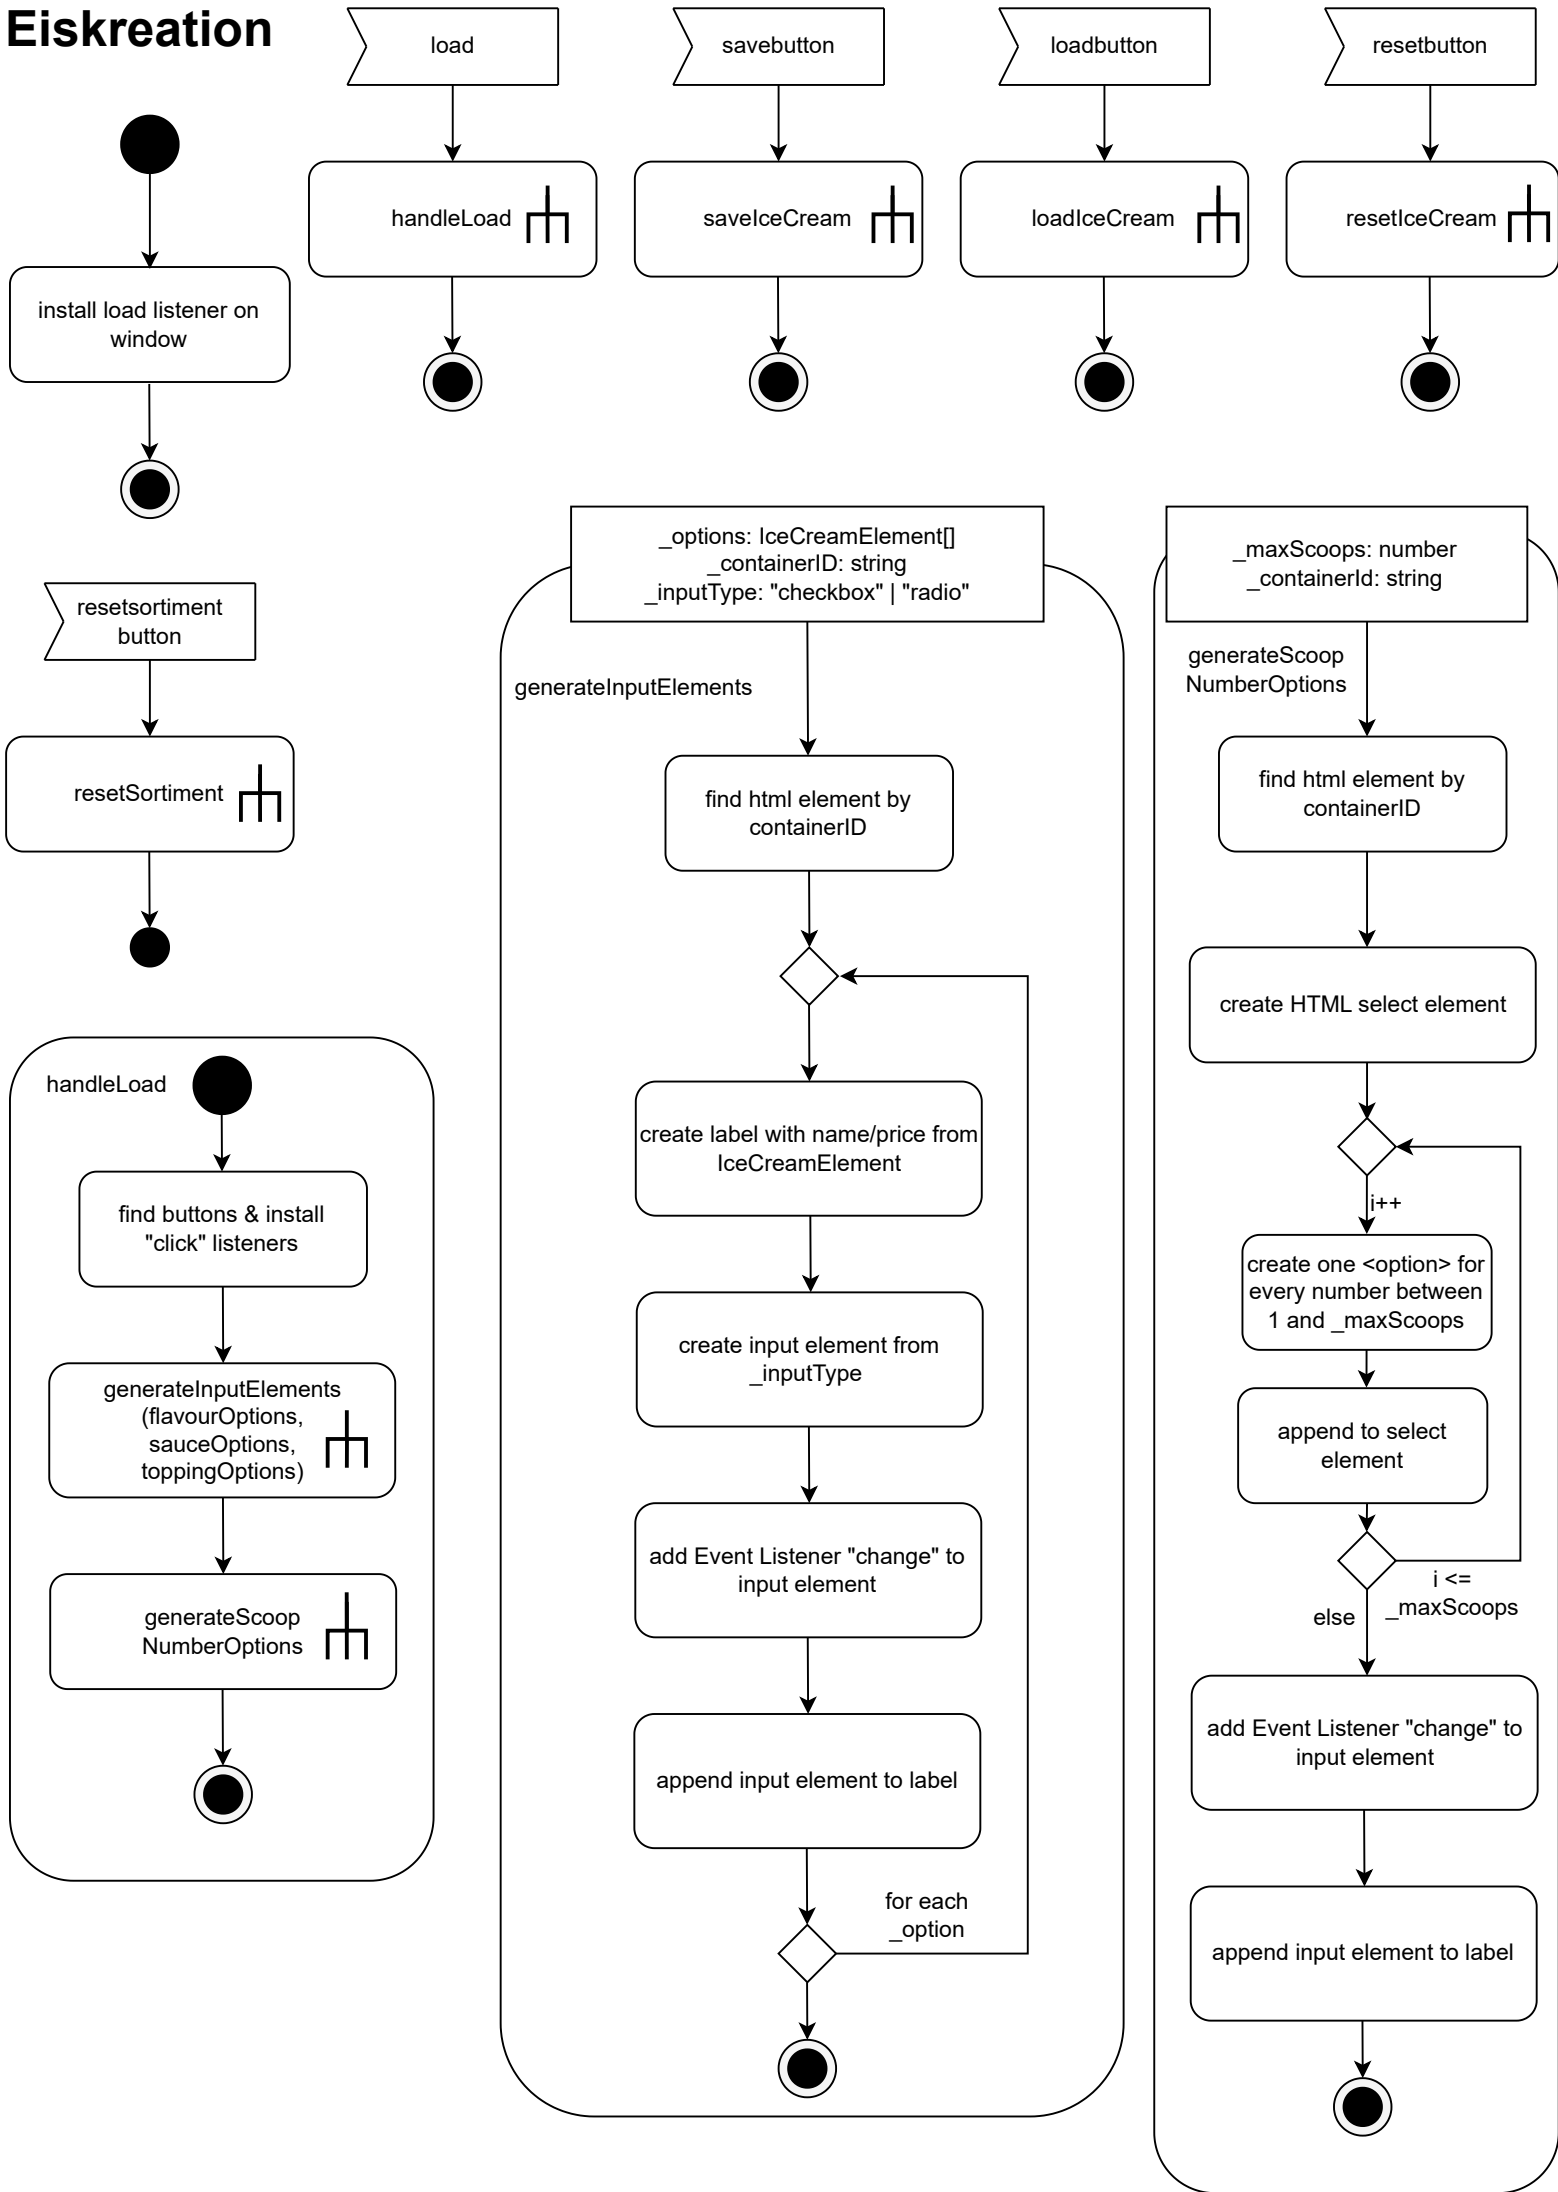 Eiskreation
load
savebutton
loadbutton
resetbutton
handleLoad
saveIceCream
loadIceCream
resetIceCream
install load listener on
window
resetsortiment
button
resetSortiment
handleLoad
find buttons & install
"click" listeners
generateInputElements
(flavourOptions,
sauceOptions,
toppingOptions)
generateScoop
NumberOptions
_options: IceCreamElement[]
_containerID: string
_inputType: "checkbox" | "radio"
generateInputElements
find html element by
containerID
create label with name/price from
IceCreamElement
create input element from
_inputType
add Event Listener "change" to
input element
append input element to label
for each
_option
_maxScoops: number
_containerId: string
generateScoop
NumberOptions
find html element by
containerID
create HTML select element
i++
create one <option> for
every number between
1 and _maxScoops
append to select
element
i <=
_maxScoops
else
add Event Listener "change" to
input element
append input element to label